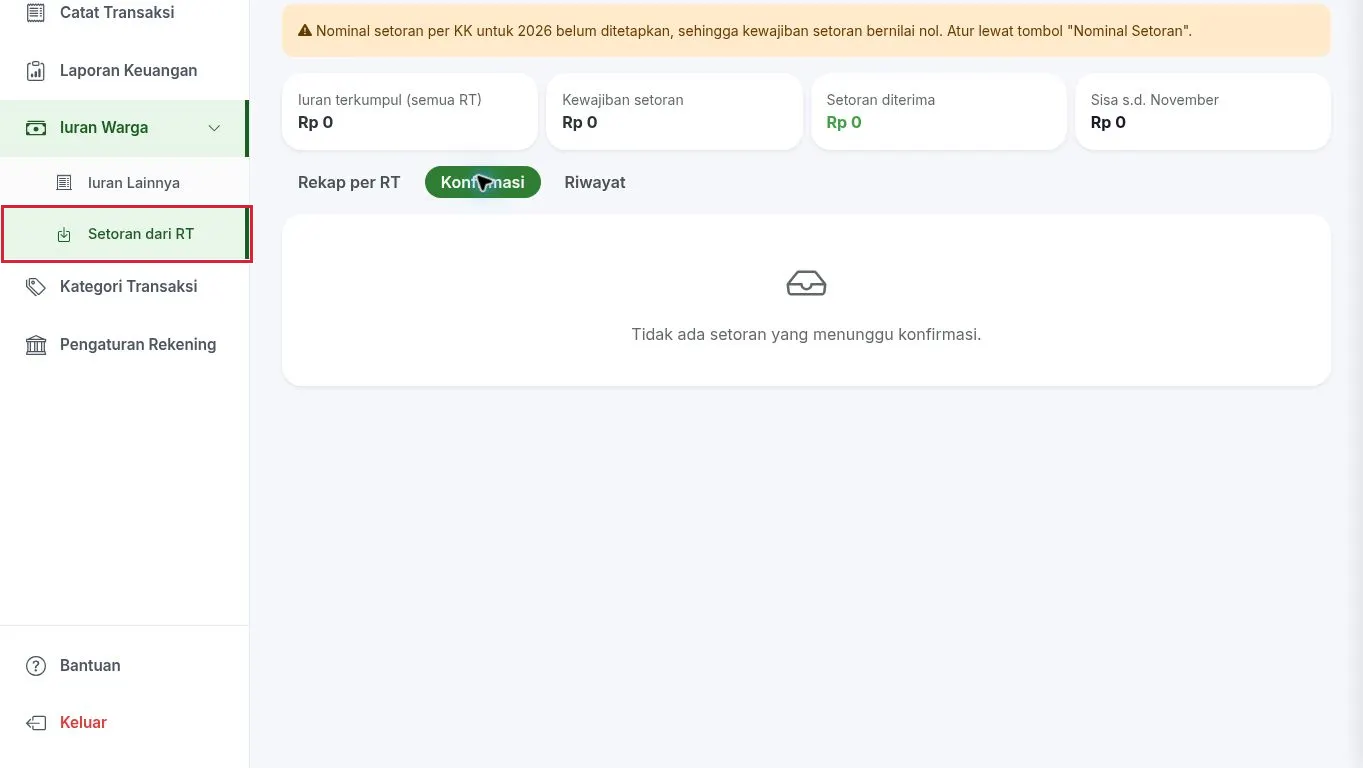 Catat Transaksi
Laporan Keuangan
Iuran Warga
Iuran Lainnya
Setoran dari RT
Kategori Transaksi
Pengaturan Rekening
Bantuan
Keluar
Nominal setoran per KK untuk 2026 belum ditetapkan, sehingga kewajiban setoran bernilai nol. Atur lewat tombol "Nominal Setoran".
Iuran terkumpul (semua RT)
Rp 0
Kewajiban setoran
Rp 0
Setoran diterima
Rp 0
Sisa s.d. November
Rp 0
Rekap per RT
Konfirmasi
Riwayat
Tidak ada setoran yang menunggu konfirmasi.